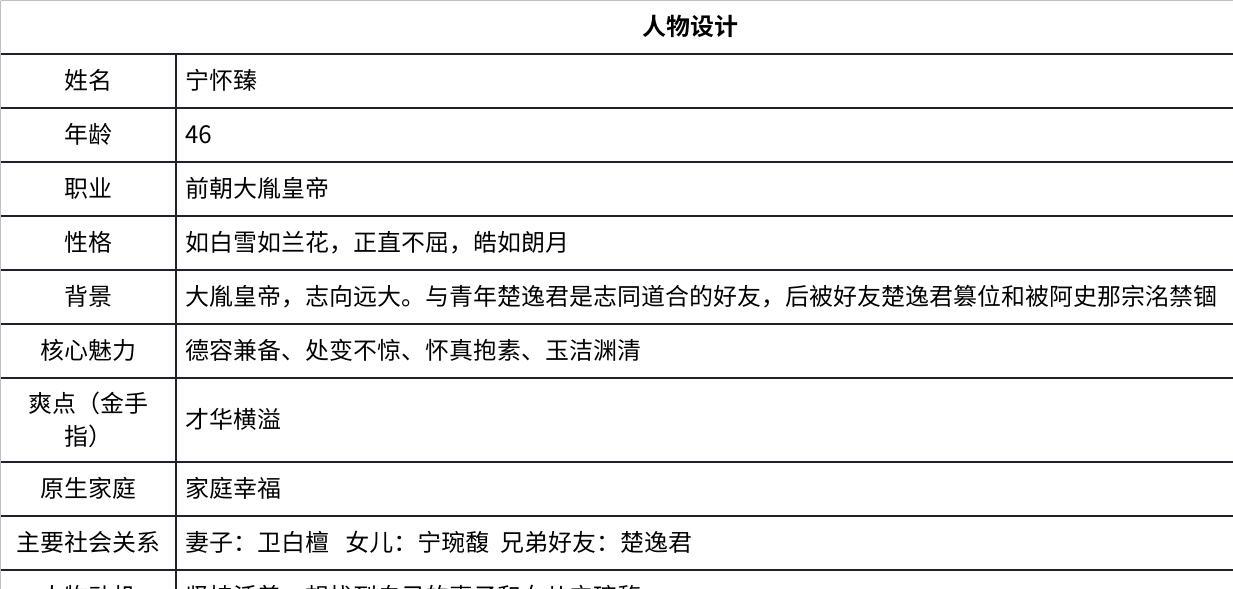 人物设计
姓名 宁怀臻
年龄 46
职业 前朝大胤皇帝
性格 如白雪如兰花，正直不屈，皓如朗月
背景 大胤皇帝，志向远大。与青年楚逸君是志同道合的好友，后被好友楚逸君篡位和被阿史那宗洺禁锢
核心魅力 德容兼备、处变不惊、怀真抱素、玉洁渊清
爽点（金手
指） 才华横溢
原生家庭 家庭幸福
主要社会关系 妻子：卫白檀 女儿：宁琬馥 兄弟好友：楚逸君